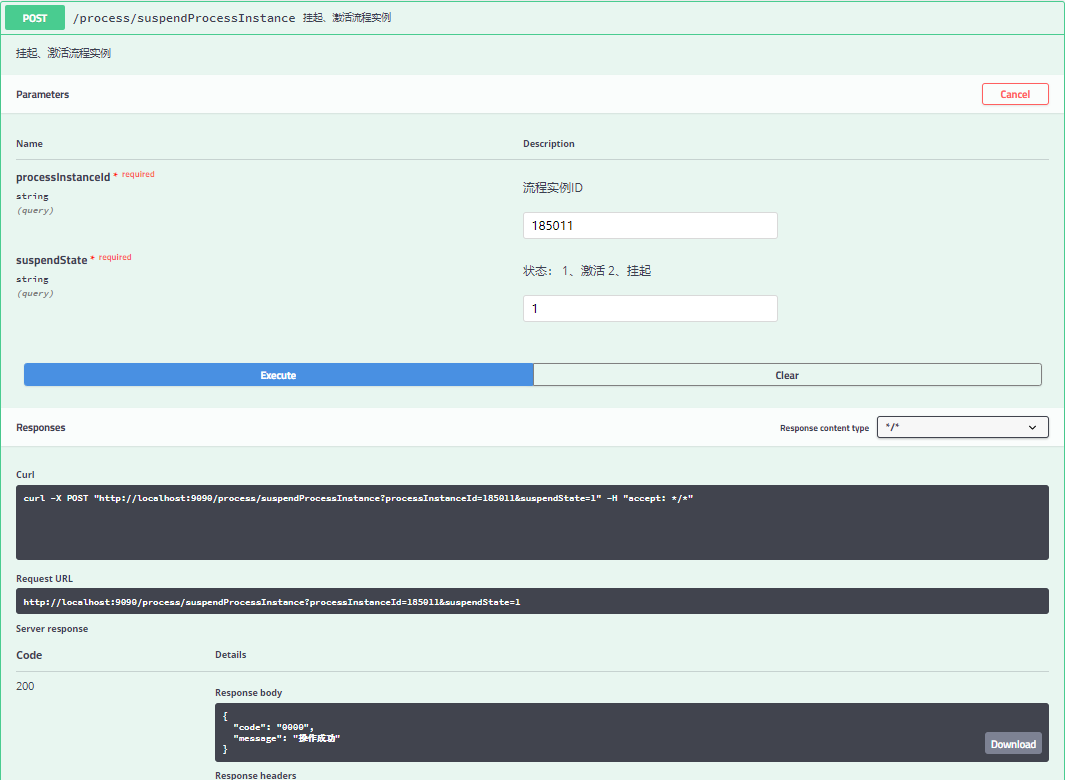 POST /process/suspendProcessInstance 挂起、激活流程实例
挂起、激活流程实例
Parameters
Cancel
Name
Description
processInstanceId * required
string
(query)
流程实例ID
185011
suspendState * required
string
(query)
状态： 1、激活 2、挂起
1
Execute
Clear
Responses
Response content type
*/*
Curl
curl -X POST "http://localhost:9090/process/suspendProcessInstance?processInstanceId=185011&suspendState=1" -H "accept: */*"
Request URL
http://localhost:9090/process/suspendProcessInstance?processInstanceId=185011&suspendState=1
Server response
Code
Details
200
Response body
{
"code": "0000",
"message": "操作成功"
}
Download
Response headers